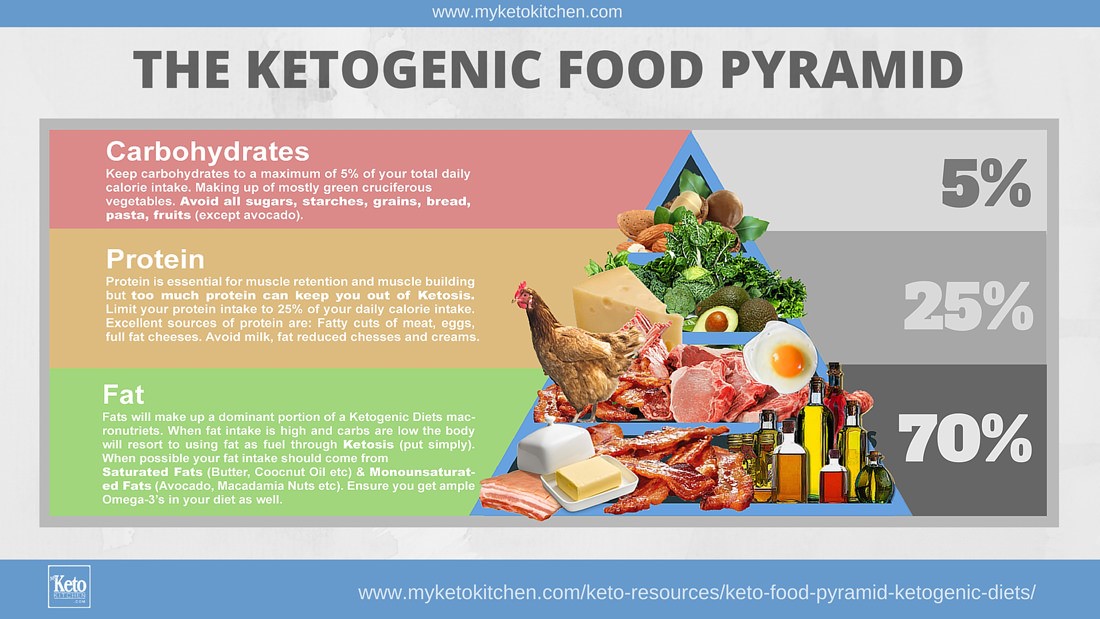 www.myketokitchen.com
THE KETOGENIC FOOD PYRAMID
Carbohydrates
Keep carbohydrates to a maximum of 5% of your total daily
calorie intake. Making up of mostly green cruciferous
vegetables. Avoid all sugars, starches, grains, bread,
pasta, fruits (except avocado).
5%
Protein
Protein is essential for muscle retention and muscle building
but too much protein can keep you out of Ketosis.
Limit your protein intake to 25% of your daily calorie intake.
Excellent sources of protein are: Fatty cuts of meat, eggs,
full fat cheeses. Avoid milk, fat reduced chesses and creams.
25%
Fat
Fats will make up a dominant portion of a Ketogenic Diets mac-
ronutriets. When fat intake is high and carbs are low the body
will resort to using fat as fuel through Ketosis (put simply).
When possible your fat intake should come from
Saturated Fats (Butter, Coocnut Oil etc) & Monounsaturat-
ed Fats (Avocado, Macadamia Nuts etc). Ensure you get ample
Omega-3's in your diet as well.
70%
Keto
KITCHEN
.COM
www.myketokitchen.com/keto-resources/keto-food-pyramid-ketogenic-diets/